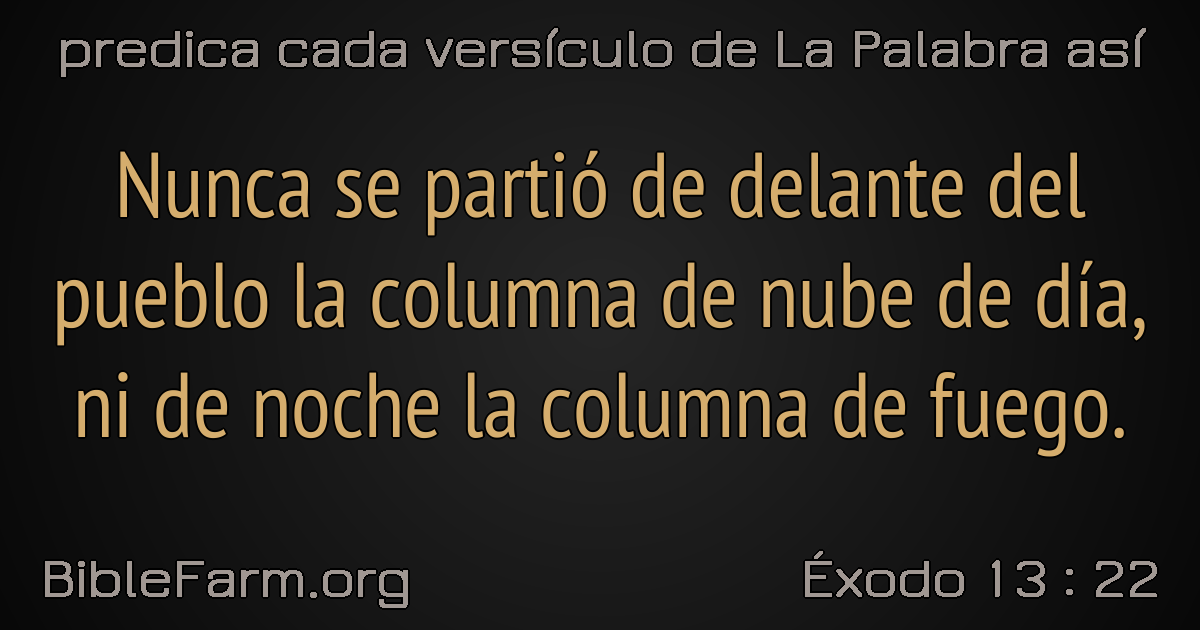 predica cada versículo de La Palabra así
Nunca se partió de delante del
pueblo la columna de nube de día,
ni de noche la columna de fuego.
BibleFarm.org
Éxodo 13 : 22